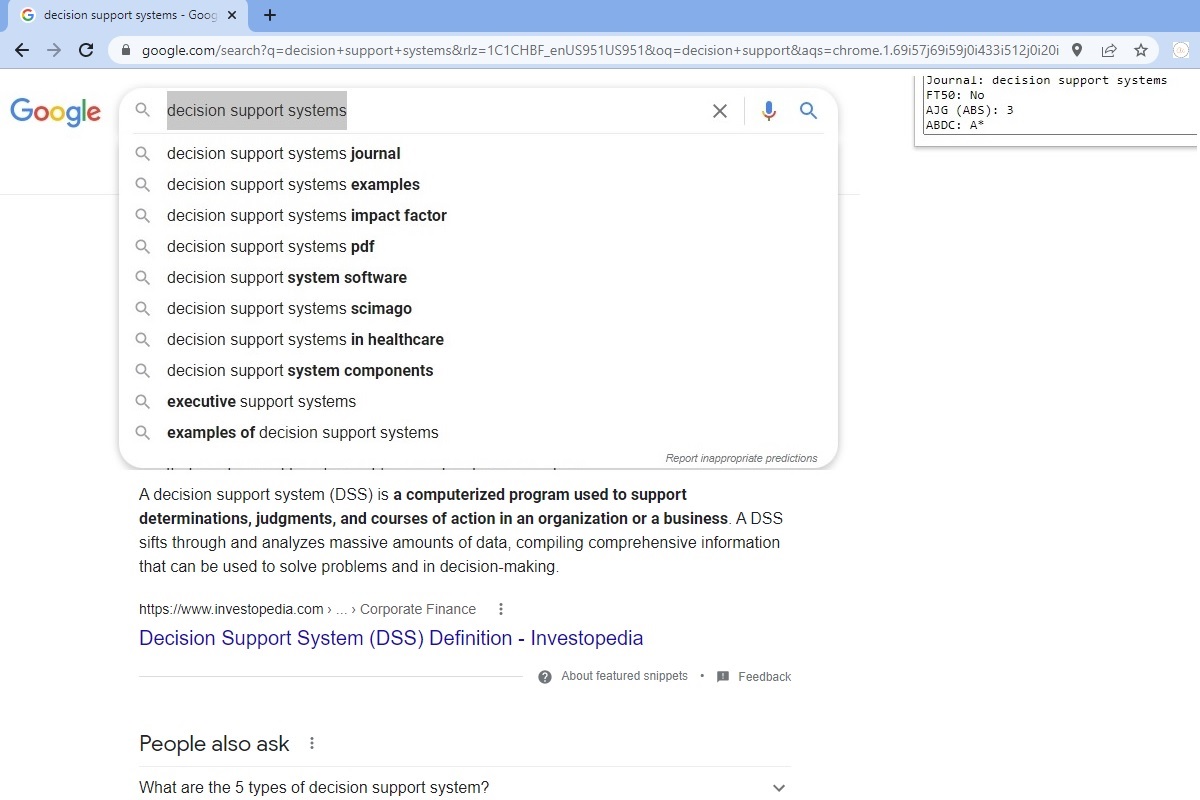 decision support systems - Goog
google.com/search?q=decision+support+systems&rlz=1C1CHBF_enUS951US951&oq=decision+support&aqs=chrome.1.69i57j69i59j0i433i512j0i20i
Google
decision support systems
Journal: decision support systems
FT50: No
AJG (ABS): 3
ABDC: A*
decision support systems journal
decision support systems examples
decision support systems impact factor
decision support systems pdf
decision support system software
decision support systems scimago
decision support systems in healthcare
decision support system components
executive support systems
examples of decision support systems
Report inappropriate predictions
A decision support system (DSS) is a computerized program used to support
determinations, judgments, and courses of action in an organization or a business. A DSS
sifts through and analyzes massive amounts of data, compiling comprehensive information
that can be used to solve problems and in decision-making.
https://www.investopedia.com › ... › Corporate Finance
Decision Support System (DSS) Definition - Investopedia
About featured snippets • Feedback
People also ask
What are the 5 types of decision support system?